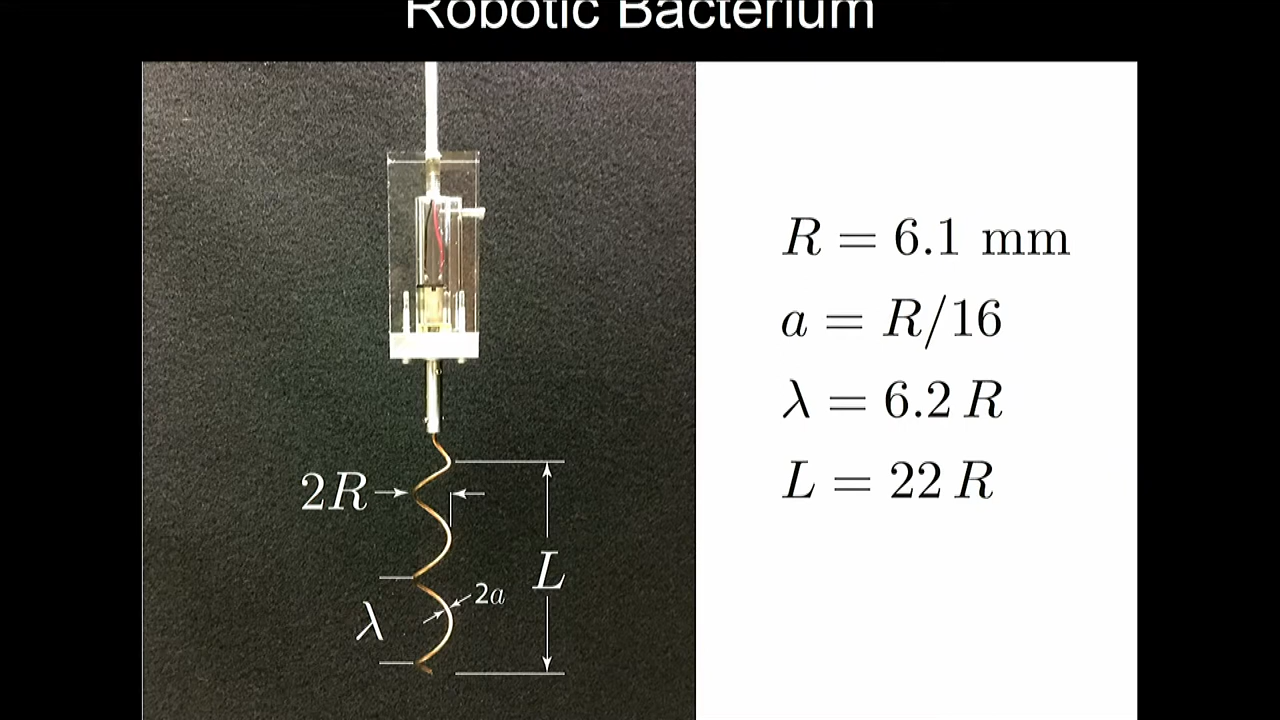 Robotic Bacterium
R = 6.1 mm
a = R/16
λ = 6.2 R
L = 22 R
2R
L
2a
λ